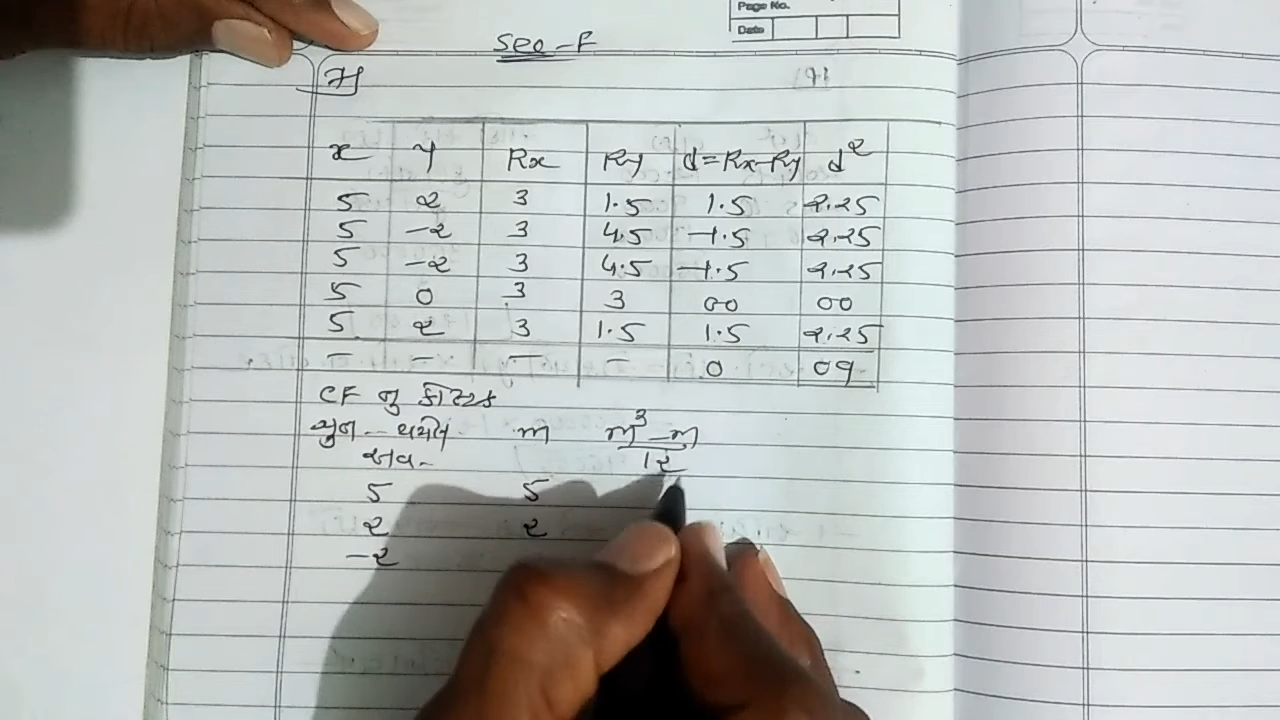 Page No.
Date
Sec-F
x y Rx Ry d=Rx-Ry d²
5 2 3 1.5 1.5 2.25
5 -2 3 4.5 -1.5 2.25
5 -2 3 4.5 -1.5 2.25
5 0 3 3 00 00
5 2 3 1.5 1.5 2.25
- - - - 0 09
CF નુ કોષ્ટક
પુન.. m m³-m
અવ. 12
5 5
2 2
-2